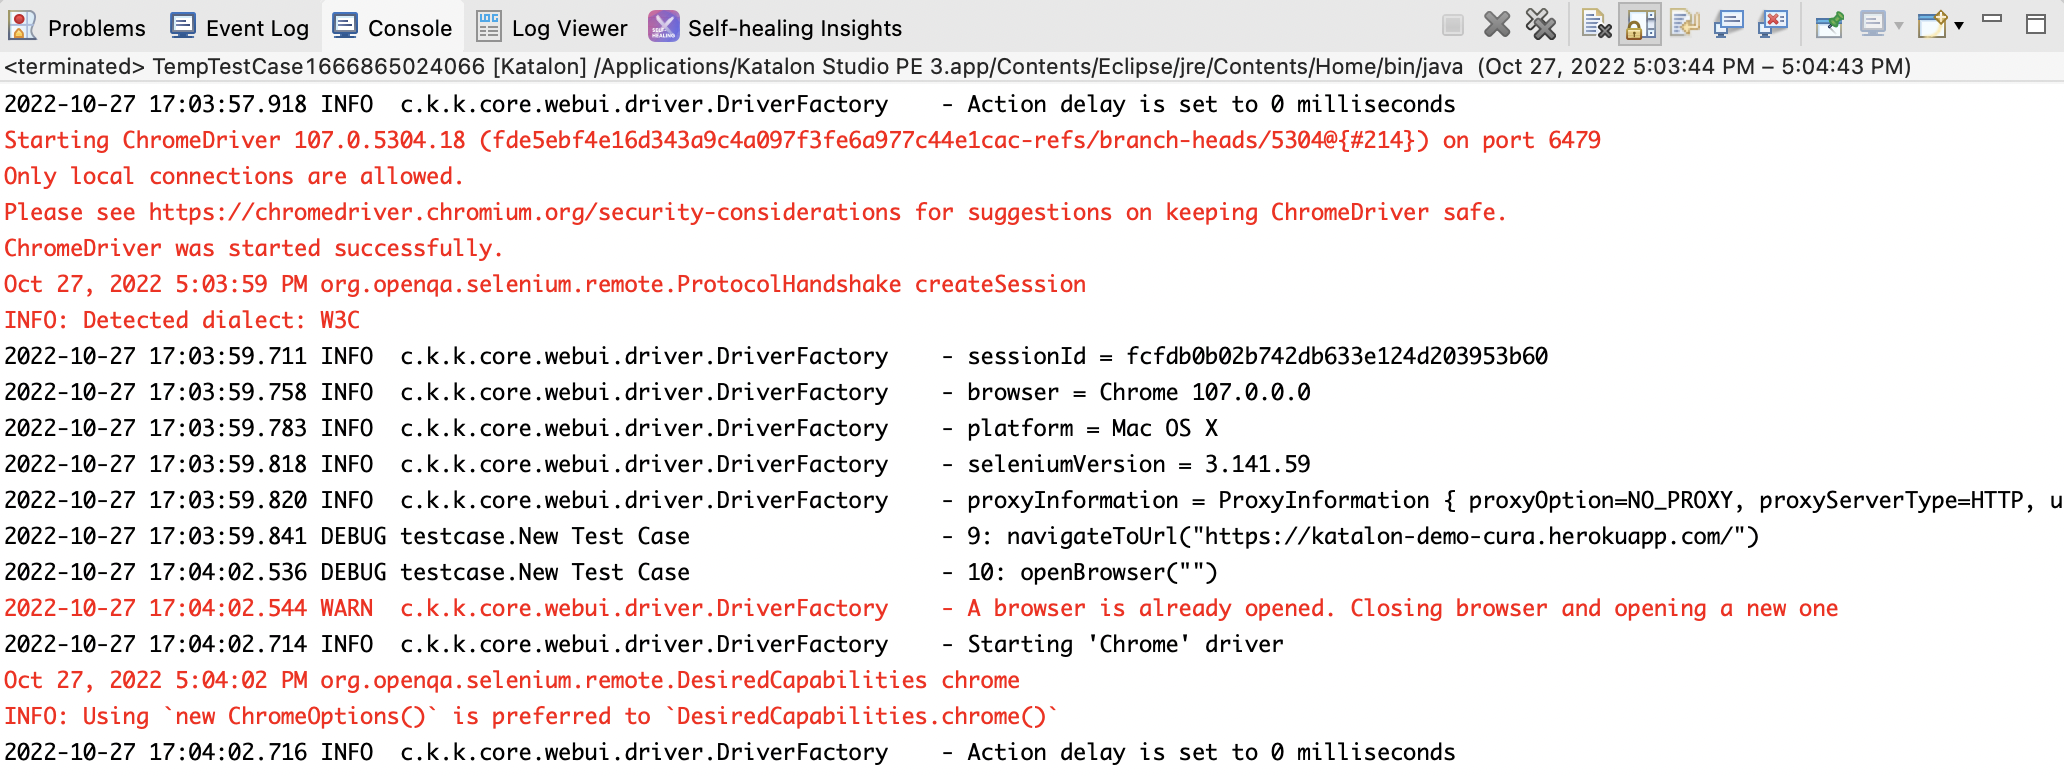 Problems Event Log Console Log Viewer Self-healing Insights
<terminated> TempTestCase1666865024066 [Katalon] /Applications/Katalon Studio PE 3.app/Contents/Eclipse/jre/Contents/Home/bin/java (Oct 27, 2022 5:03:44 PM – 5:04:43 PM)
2022-10-27 17:03:57.918 INFO c.k.k.core.webui.driver.DriverFactory - Action delay is set to 0 milliseconds
Starting ChromeDriver 107.0.5304.18 (fde5ebf4e16d343a9c4a097f3fe6a977c44e1cac-refs/branch-heads/5304@{#214}) on port 6479
Only local connections are allowed.
Please see https://chromedriver.chromium.org/security-considerations for suggestions on keeping ChromeDriver safe.
ChromeDriver was started successfully.
Oct 27, 2022 5:03:59 PM org.openqa.selenium.remote.ProtocolHandshake createSession
INFO: Detected dialect: W3C
2022-10-27 17:03:59.711 INFO c.k.k.core.webui.driver.DriverFactory - sessionId = fcfdb0b02b742db633e124d203953b60
2022-10-27 17:03:59.758 INFO c.k.k.core.webui.driver.DriverFactory - browser = Chrome 107.0.0.0
2022-10-27 17:03:59.783 INFO c.k.k.core.webui.driver.DriverFactory - platform = Mac OS X
2022-10-27 17:03:59.818 INFO c.k.k.core.webui.driver.DriverFactory - seleniumVersion = 3.141.59
2022-10-27 17:03:59.820 INFO c.k.k.core.webui.driver.DriverFactory - proxyInformation = ProxyInformation { proxyOption=NO_PROXY, proxyServerType=HTTP, u
2022-10-27 17:03:59.841 DEBUG testcase.New Test Case - 9: navigateToUrl("https://katalon-demo-cura.herokuapp.com/")
2022-10-27 17:04:02.536 DEBUG testcase.New Test Case - 10: openBrowser("")
2022-10-27 17:04:02.544 WARN c.k.k.core.webui.driver.DriverFactory - A browser is already opened. Closing browser and opening a new one
2022-10-27 17:04:02.714 INFO c.k.k.core.webui.driver.DriverFactory - Starting 'Chrome' driver
Oct 27, 2022 5:04:02 PM org.openqa.selenium.remote.DesiredCapabilities chrome
INFO: Using `new ChromeOptions()` is preferred to `DesiredCapabilities.chrome()`
2022-10-27 17:04:02.716 INFO c.k.k.core.webui.driver.DriverFactory - Action delay is set to 0 milliseconds